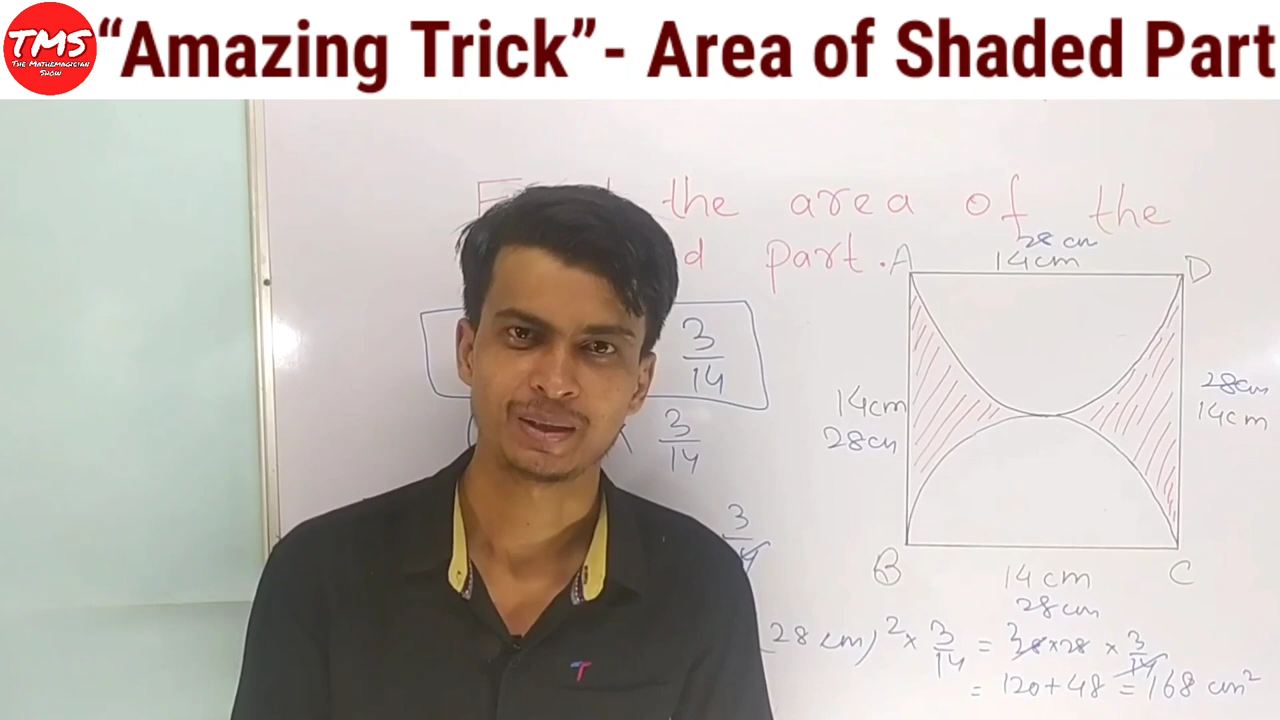 TMS
THE MATHEMAGICIAN
SHOW
“Amazing Trick”- Area of Shaded Part
the area of the
part.
A
28 cm
14cm
D
3
14
3
14
3
28cm
14cm
14cm
28cm
B
14 cm
28 cm
C
28 cm)² × 3/14 = 28×28 × 3/14
= 120+48 = 168 cm²